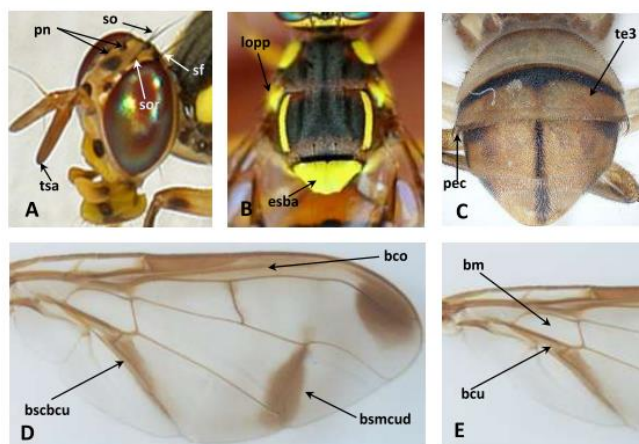 so
pn
sf
sor
tsa
A
lopp
esba
B
te3
pec
C
bco
bscbcu
bsmcud
D
bm
bcu
E